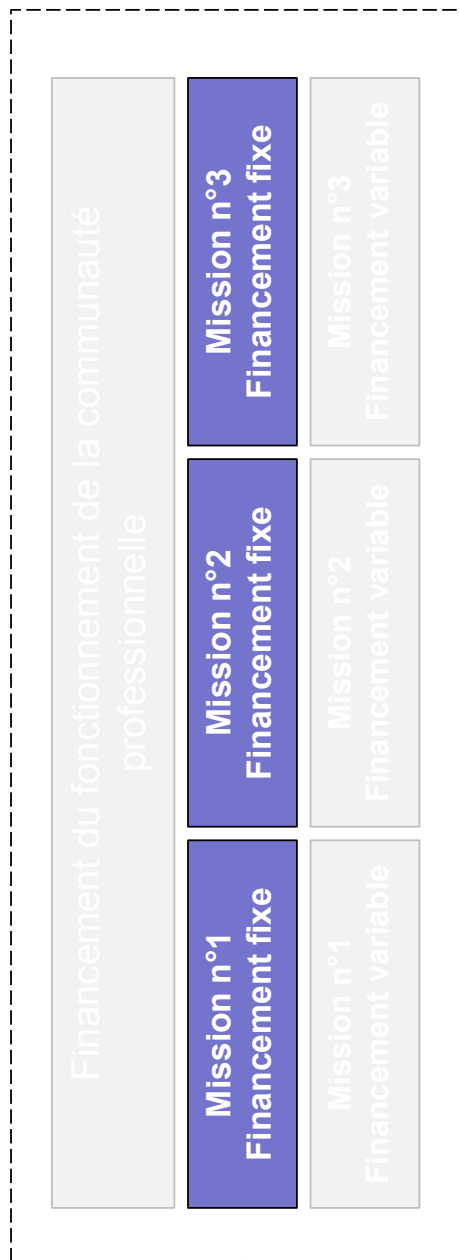 Financement du fonctionnement de la communauté
professionnelle
Mission n°1
Financement fixe
Mission n°2
Financement fixe
Mission n°3
Financement fixe
Mission n°1
Financement variable
Mission n°2
Financement variable
Mission n°3
Financement variable